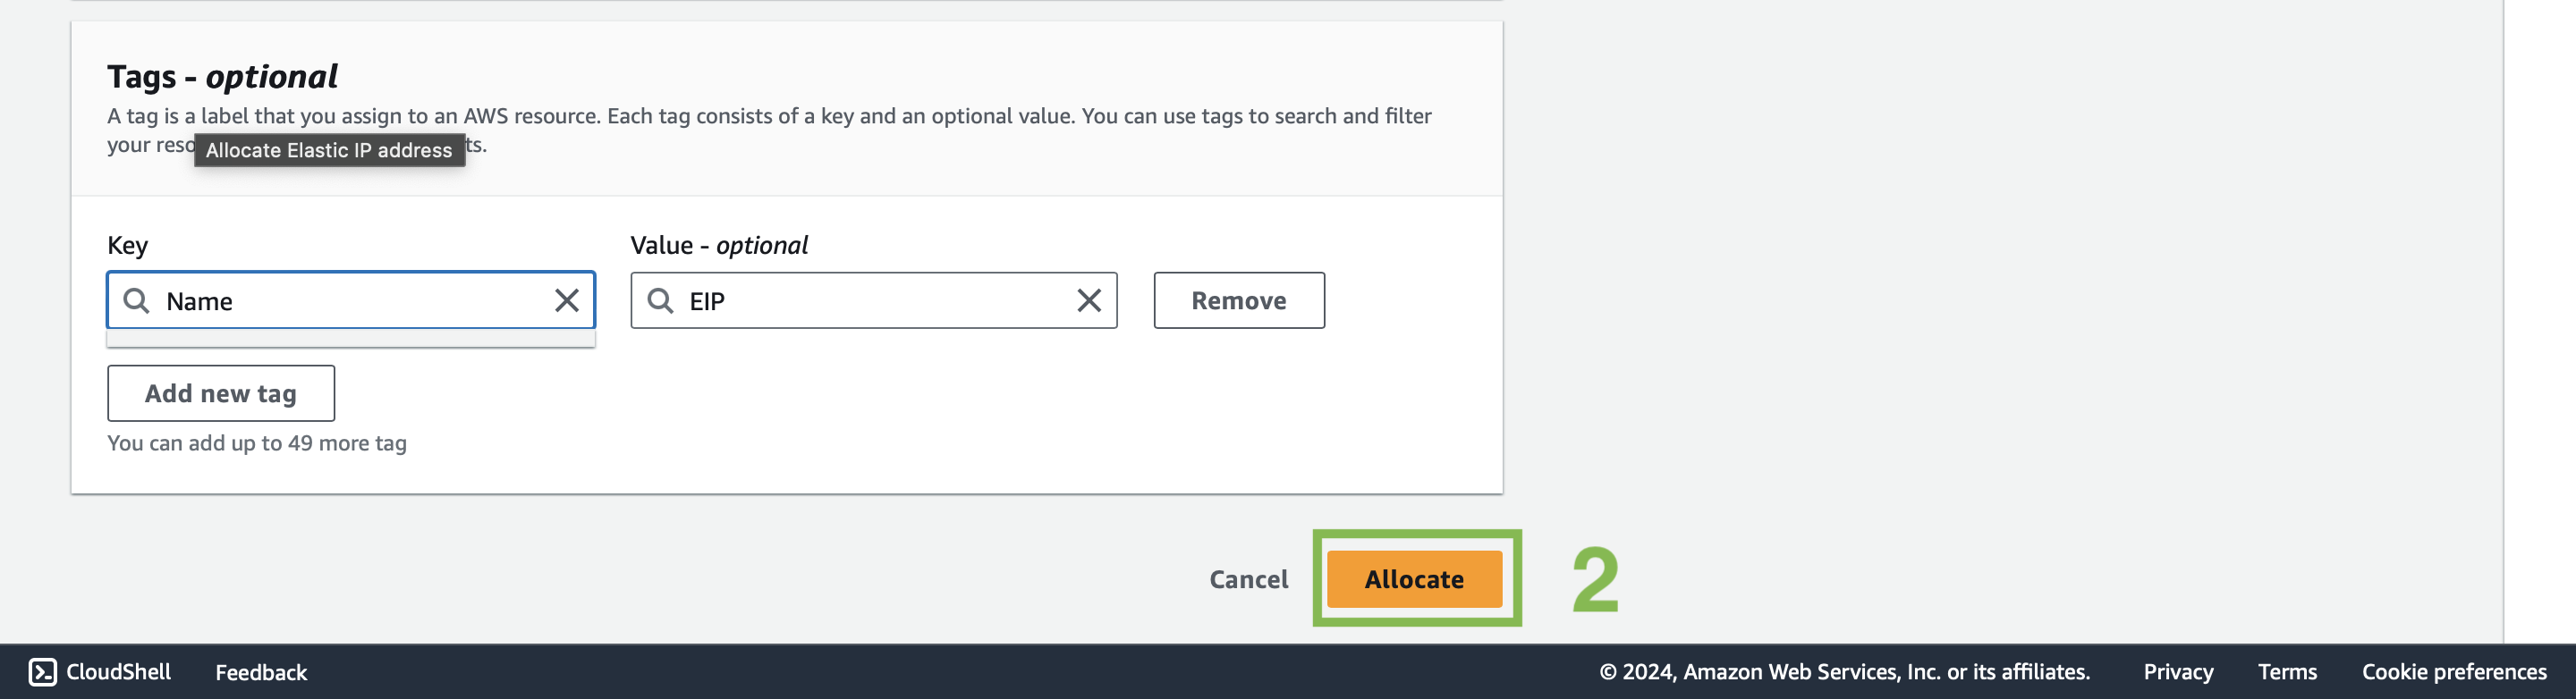 Tags - optional
A tag is a label that you assign to an AWS resource. Each tag consists of a key and an optional value. You can use tags to search and filter
your reso Allocate Elastic IP address ts.
Key
Value - optional
Name
EIP
Remove
Add new tag
You can add up to 49 more tag
Cancel
Allocate
2
CloudShell
Feedback
© 2024, Amazon Web Services, Inc. or its affiliates.
Privacy
Terms
Cookie preferences